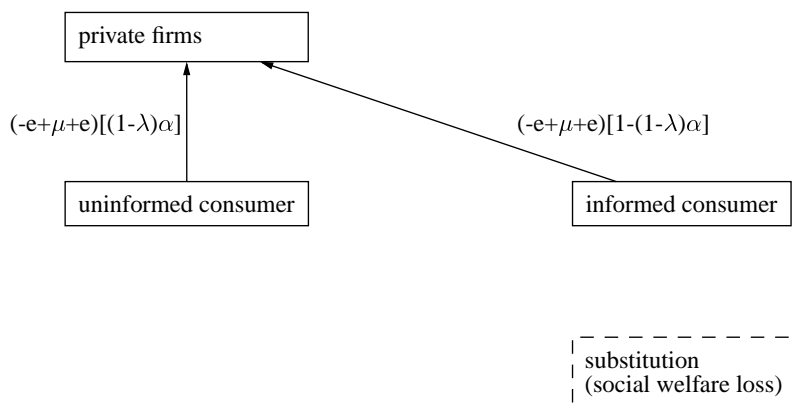 private firms
(-e+μ+e)[(1-λ)α]
(-e+μ+e)[1-(1-λ)α]
uninformed consumer
informed consumer
substitution
(social welfare loss)